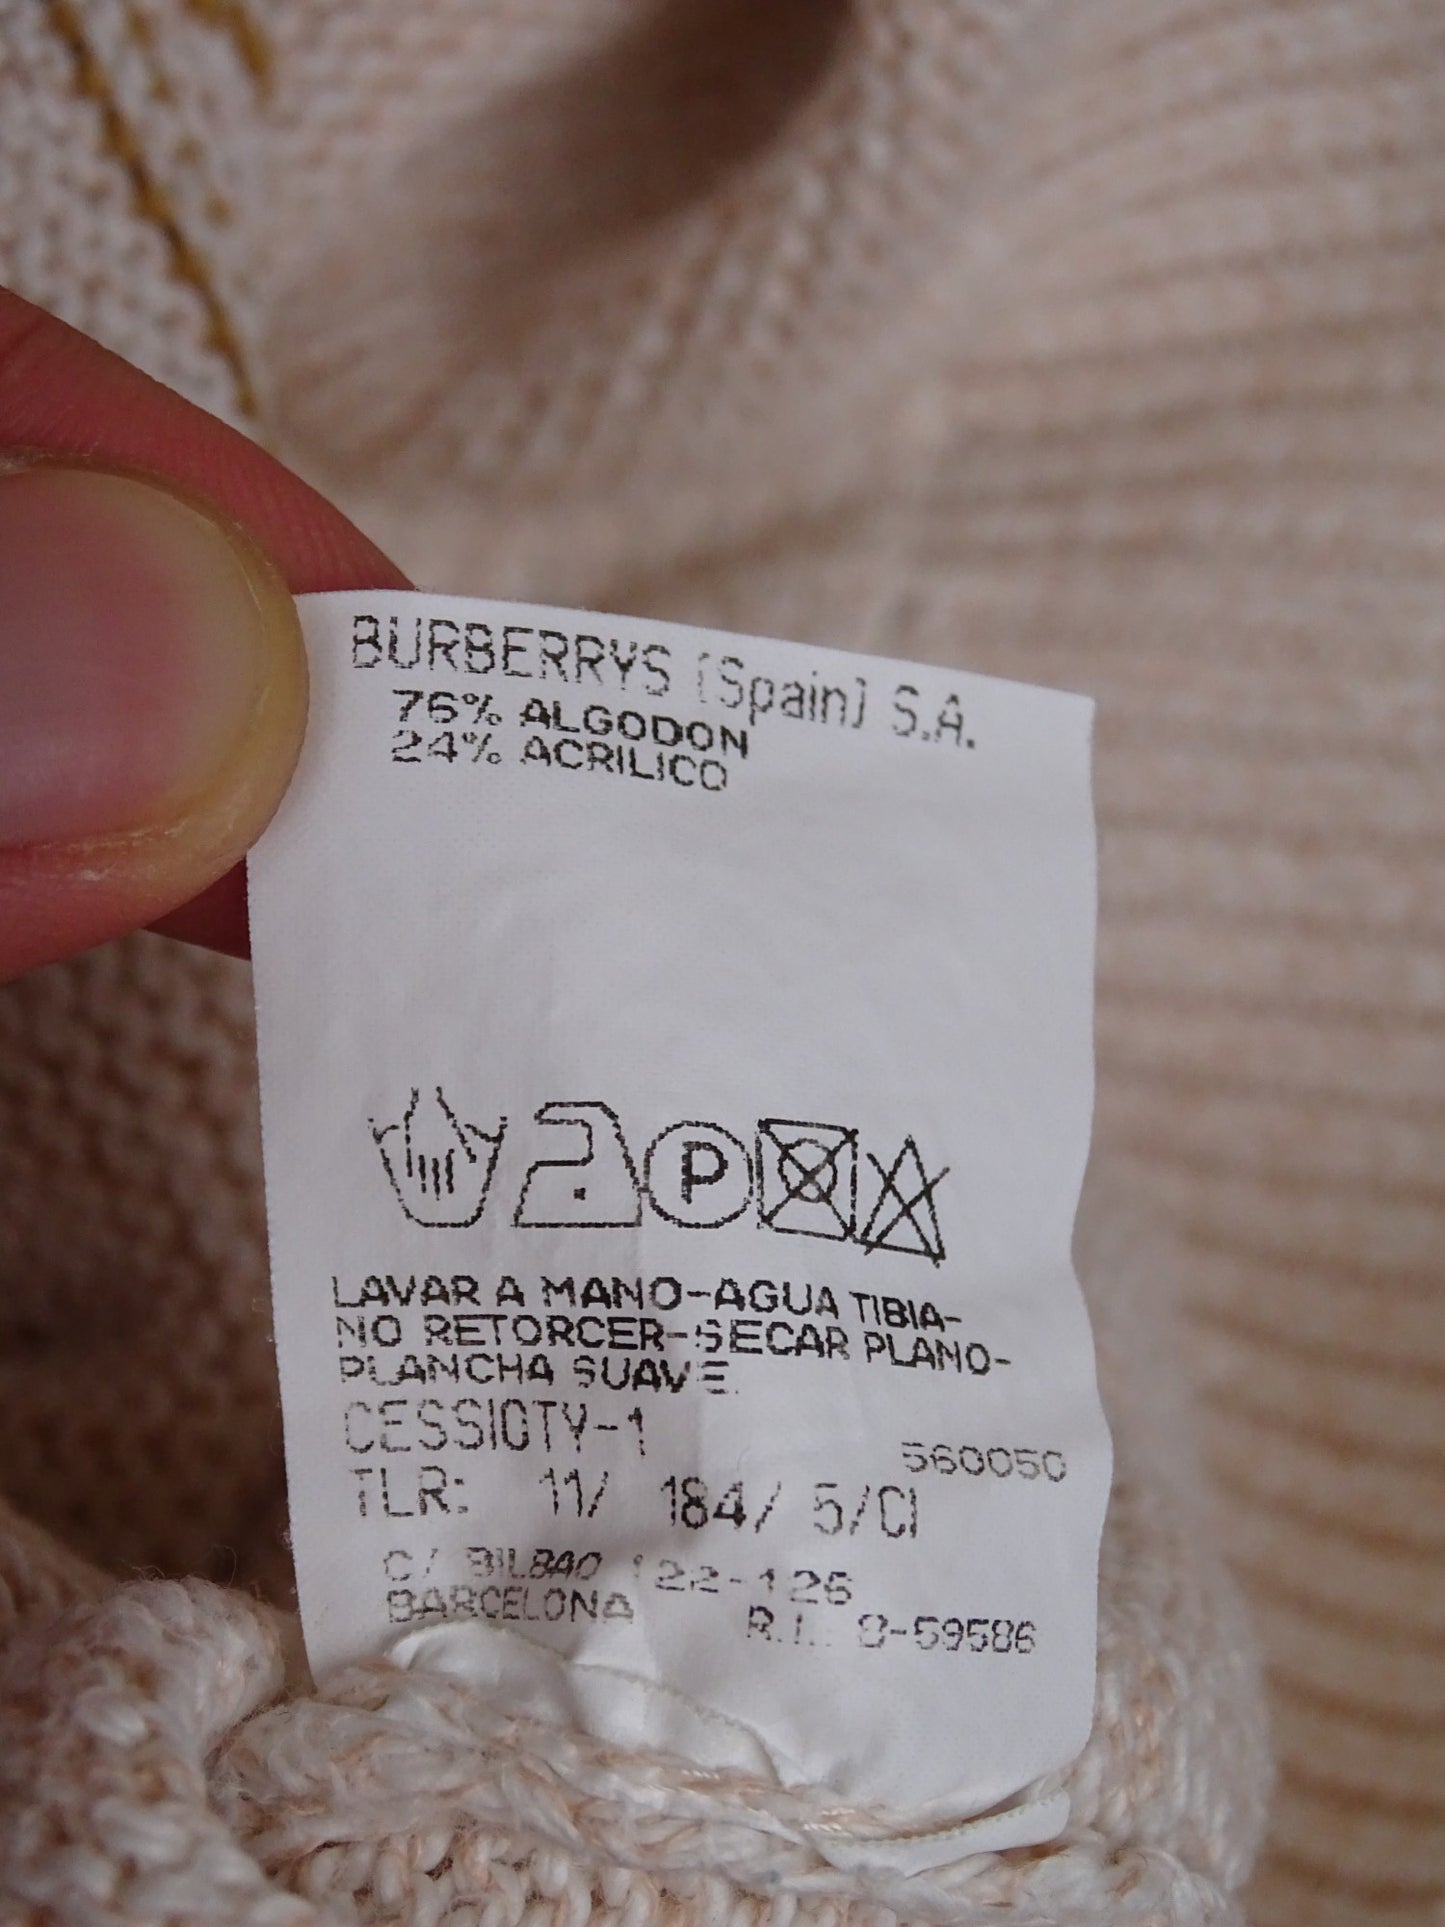 BURBERRYS (Spain) S.A.
76% ALGODON
24% ACRILICO
P
LAVAR A MANO-AGUA TIBIA-
NO RETORCER-SECAR PLANO-
PLANCHA SUAVE.
CESSIOTY-1
560050
TLR: 11/ 184/ 5/CI
C/ BILBAO 122-126
BARCELONA
R.I. 8-59586